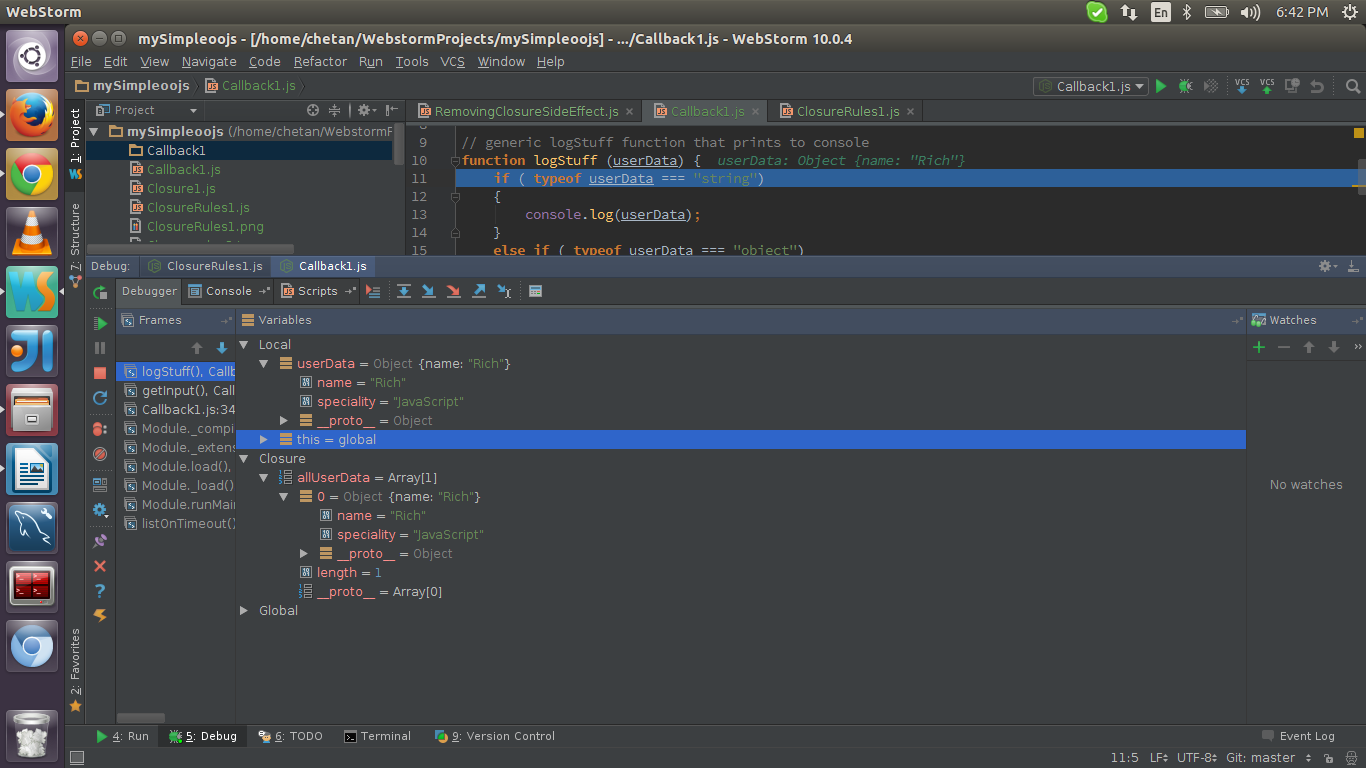 WebStorm
En
6:42 PM
mySimpleoojs - [/home/chetan/WebstormProjects/mySimpleoojs] - .../Callback1.js - WebStorm 10.0.4
File Edit View Navigate Code Refactor Run Tools VCS Window Help
mySimpleoojs Callback1.js
Callback1.js
VCS VCS
1: Project
Project
RemovingClosureSideEffect.js Callback1.js ClosureRules1.js
mySimpleoojs (/home/chetan/WebstormP
Callback1
Callback1.js
Closure1.js
ClosureRules1.js
ClosureRules1.png
9 // generic logStuff function that prints to console
10 function logStuff (userData) { userData: Object {name: "Rich"}
11 if ( typeof userData === "string")
12 {
13 console.log(userData);
14 }
15 else if ( typeof userData === "object")
Z: Structure
Debug: ClosureRules1.js Callback1.js
Debugger Console Scripts
Frames
logStuff(), Callb
getInput(), Call
Callback1.js:34
Module._compi
Module._extens
Module.load(),
Module._load()
Module.runMai
listOnTimeout()
Variables
Local
userData = Object {name: "Rich"}
name = "Rich"
speciality = "JavaScript"
__proto__ = Object
this = global
Closure
allUserData = Array[1]
0 = Object {name: "Rich"}
name = "Rich"
speciality = "JavaScript"
__proto__ = Object
length = 1
__proto__ = Array[0]
Global
Watches
No watches
2: Favorites
4: Run 5: Debug 6: TODO Terminal 9: Version Control Event Log
11:5 LF UTF-8 Git: master